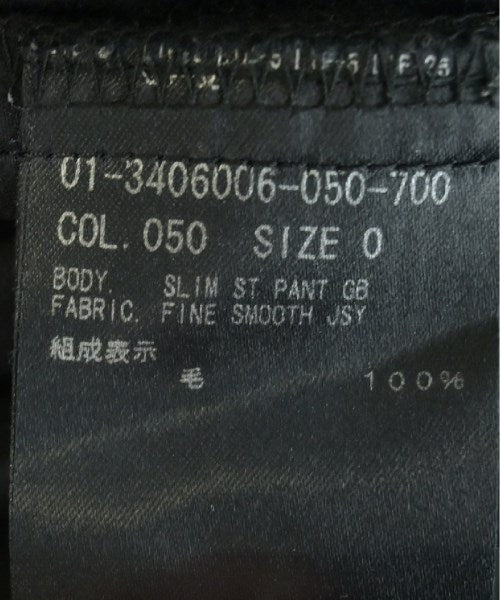 01-3406006-050-700
COL. 050 SIZE 0
BODY. SLIM ST PANT GB
FABRIC. FINE SMOOTH JSY
組成表示
毛 100%